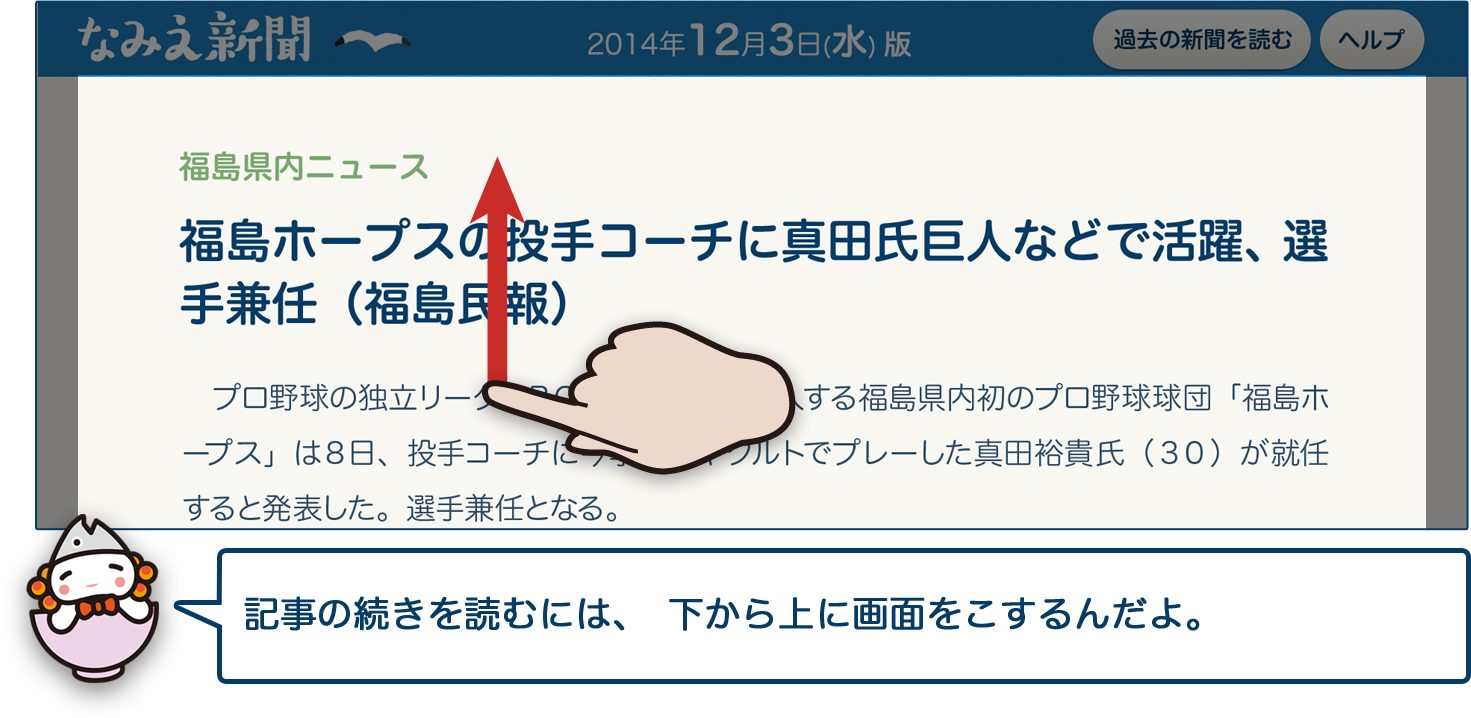 なみえ新聞
2014年12月3日(水) 版
過去の新聞を読む
ヘルプ
福島県内ニュース
福島ホープスの投手コーチに真田氏巨人などで活躍、選
手兼任（福島民報）
プロ野球の独立リーグ する福島県内初のプロ野球球団「福島ホ
ープス」は８日、投手コーチに ルトでプレーした真田裕貴氏（３０）が就任
すると発表した。選手兼任となる。
記事の続きを読むには、 下から上に画面をこするんだよ。